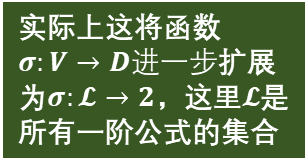 实际上这将函数
σ: V → D进一步扩展
为σ: ℒ → 2，这里ℒ是
所有一阶公式的集合